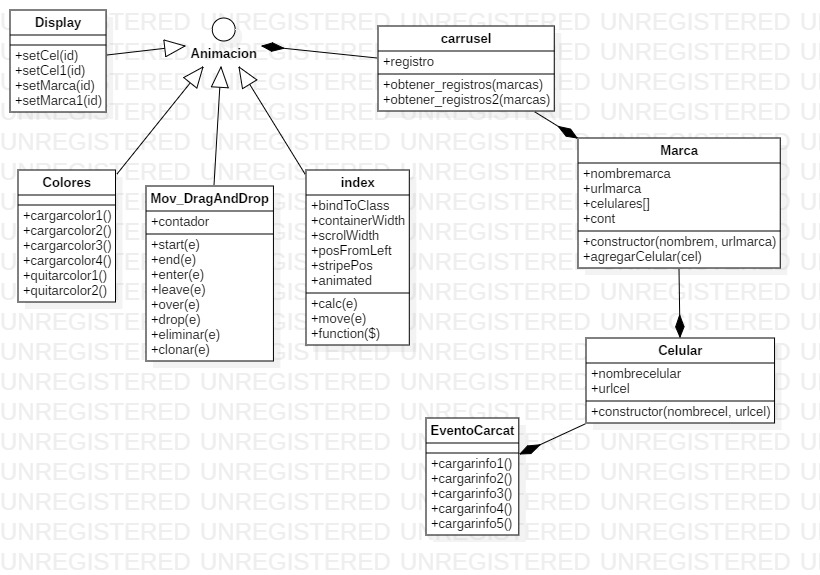 Display
+setCel(id)
+setCel1(id)
+setMarca(id)
+setMarca1(id)
Animacion
carrusel
+registro
+obtener_registros(marcas)
+obtener_registros2(marcas)
Marca
+nombremarca
+urlmarca
+celulares[]
+cont
+constructor(nombrem, urlmarca)
+agregarCelular(cel)
Colores
+cargarcolor1()
+cargarcolor2()
+cargarcolor3()
+cargarcolor4()
+quitarcolor1()
+quitarcolor2()
Mov_DragAndDrop
+contador
+start(e)
+end(e)
+enter(e)
+leave(e)
+over(e)
+drop(e)
+eliminar(e)
+clonar(e)
index
+bindToClass
+containerWidth
+scrolWidth
+posFromLeft
+stripePos
+animated
+calc(e)
+move(e)
+function($)
Celular
+nombrecelular
+urlcel
+constructor(nombrecel, urlcel)
EventoCarcat
+cargarinfo1()
+cargarinfo2()
+cargarinfo3()
+cargarinfo4()
+cargarinfo5()
UNREGISTERED